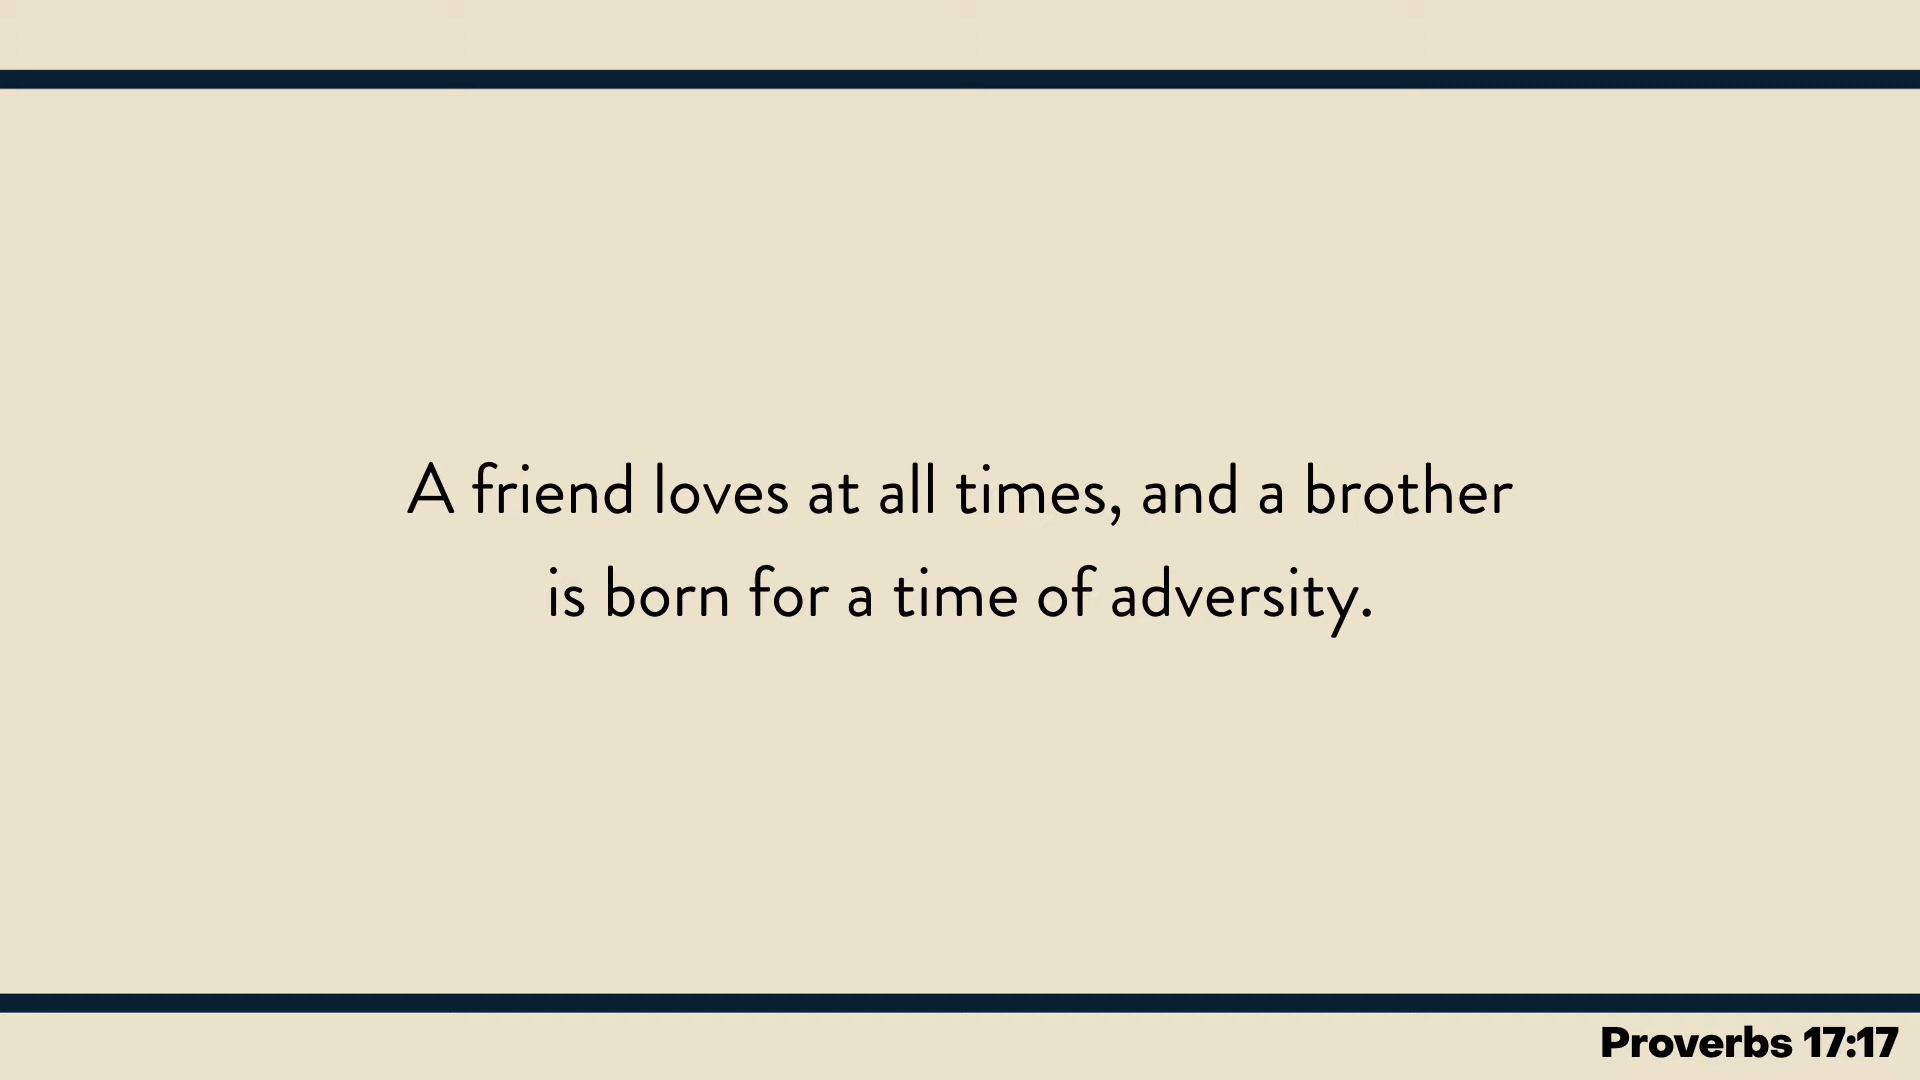 A friend loves at all times, and a brother
is born for a time of adversity.
Proverbs 17:17